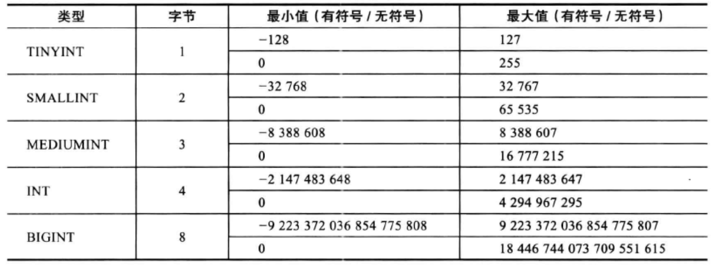 类型 字节 最小值（有符号/无符号） 最大值（有符号/无符号）
TINYINT 1 -128 127
0 255
SMALLINT 2 -32 768 32 767
0 65 535
MEDIUMINT 3 -8 388 608 8 388 607
0 16 777 215
INT 4 -2 147 483 648 2 147 483 647
0 4 294 967 295
BIGINT 8 -9 223 372 036 854 775 808 9 223 372 036 854 775 807
0 18 446 744 073 709 551 615